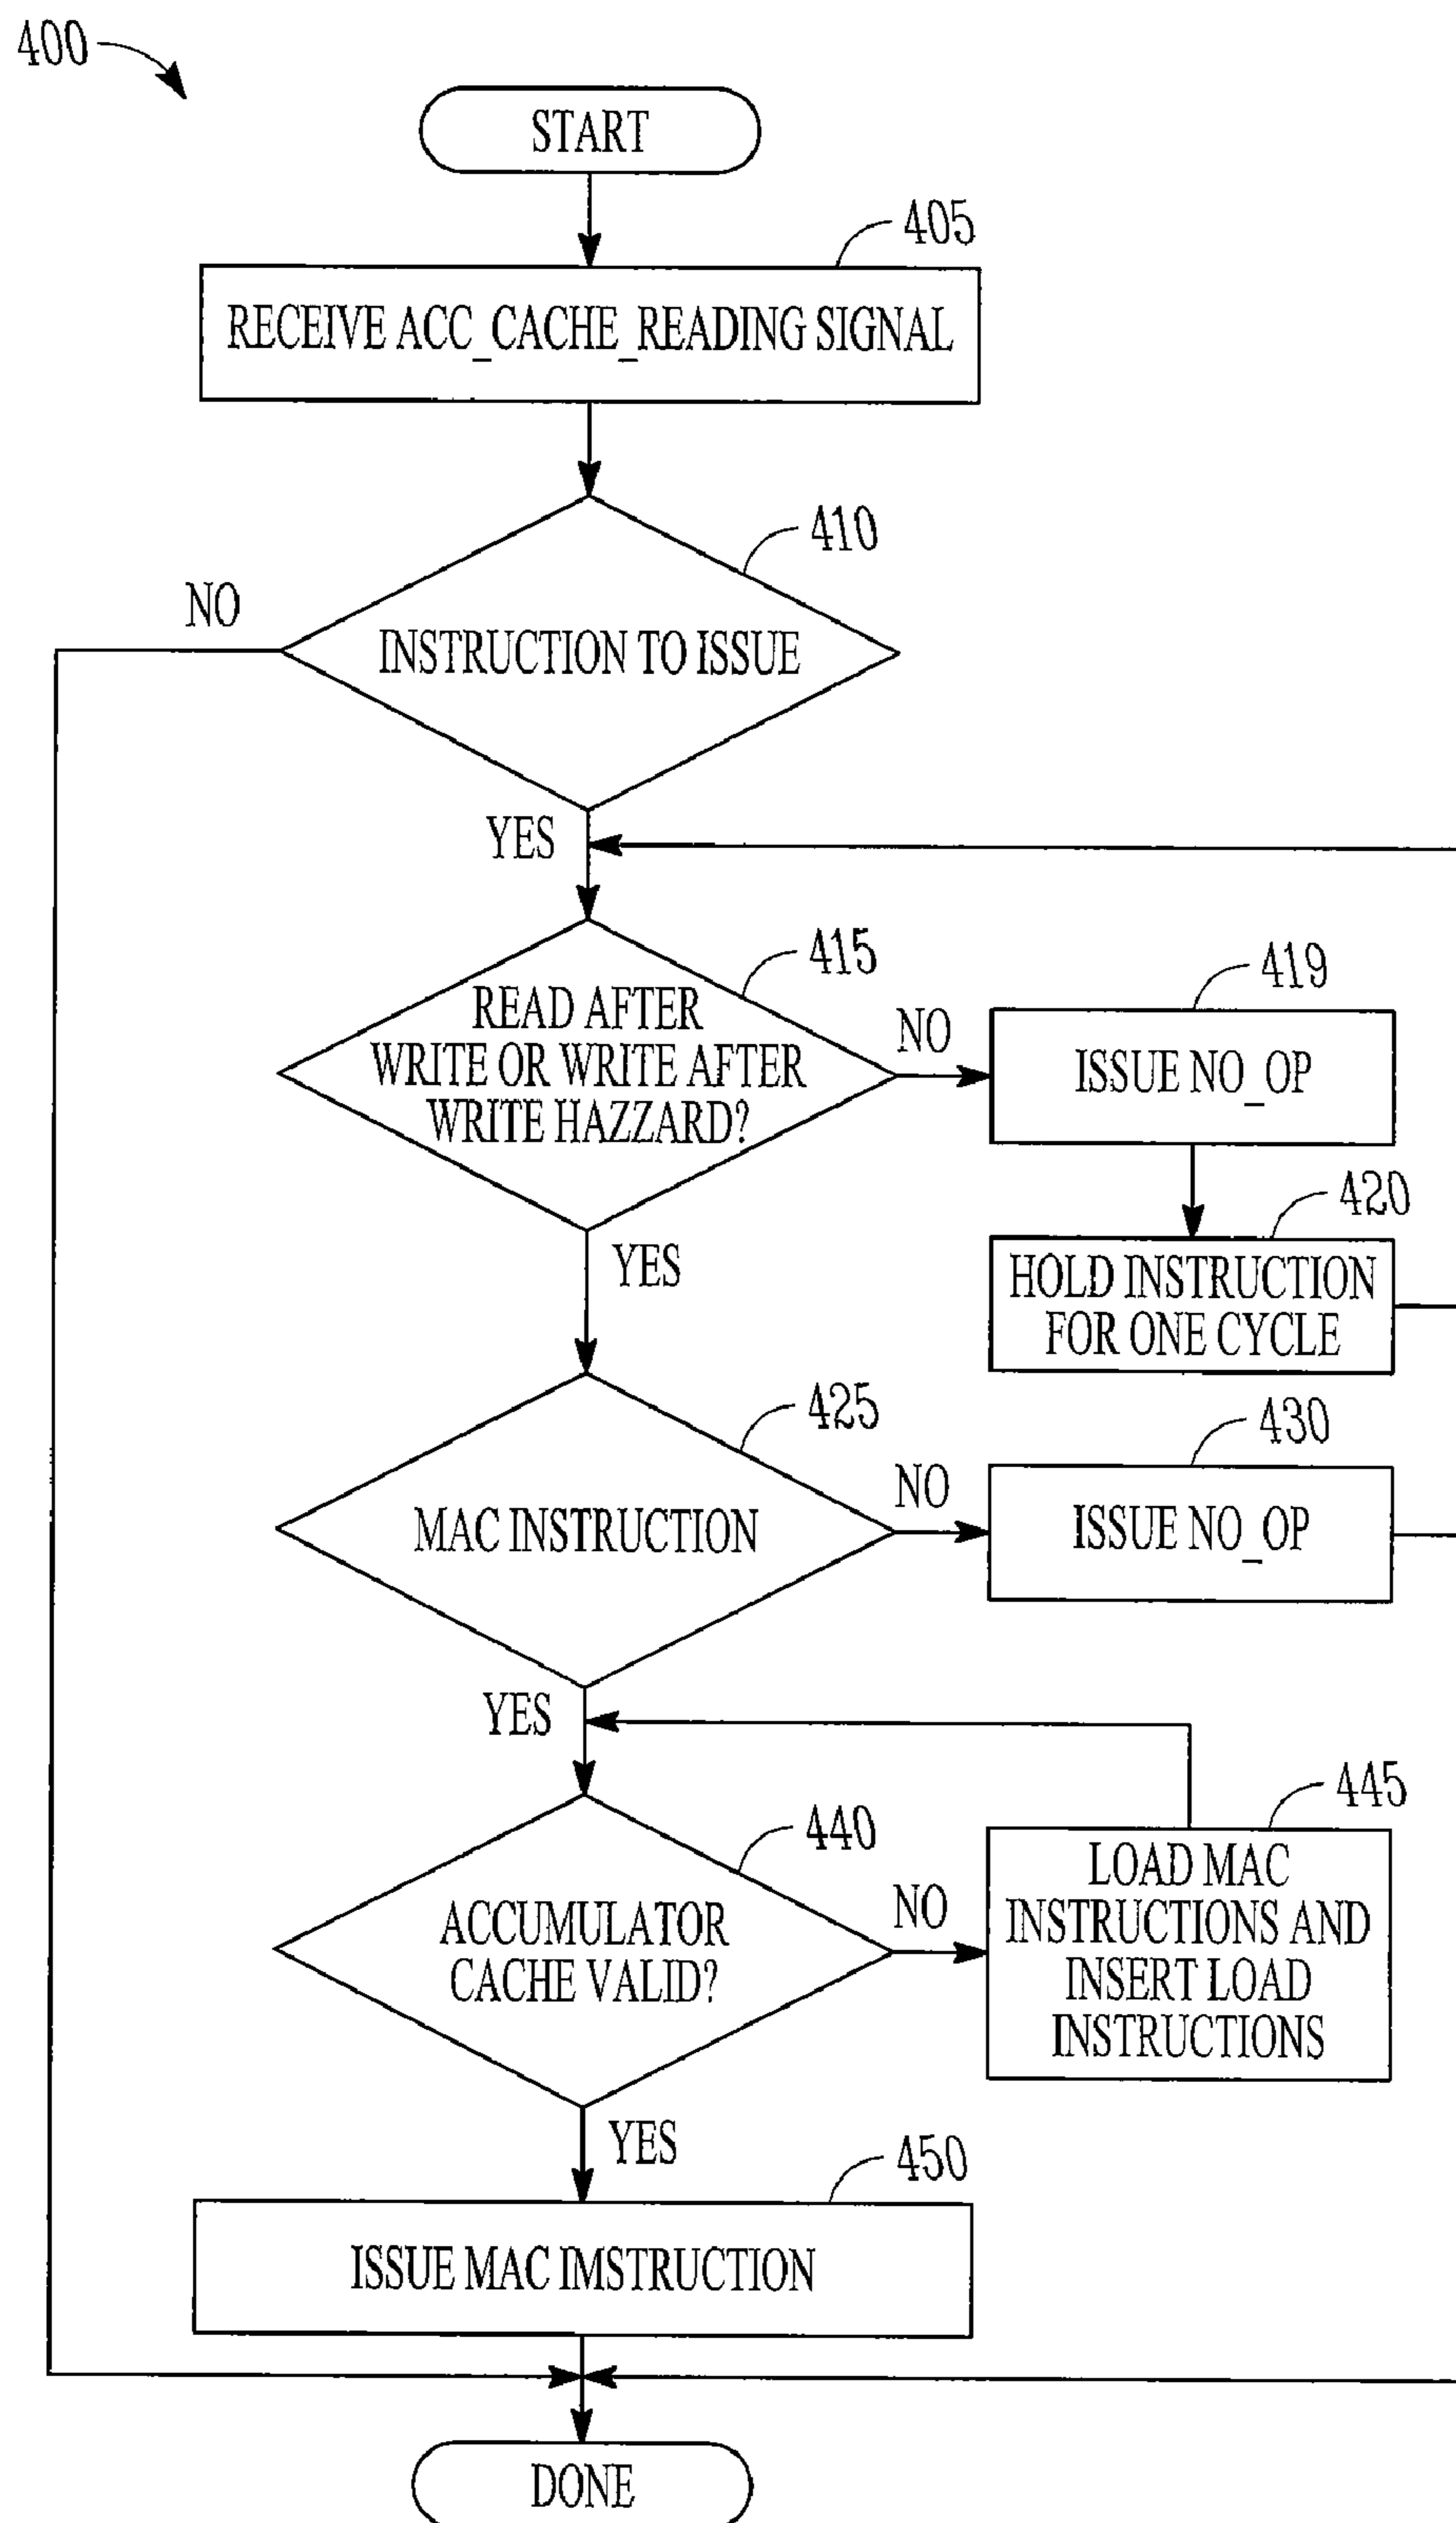 400
START
405
RECEIVE ACC_CACHE_READING SIGNAL
410
NO
INSTRUCTION TO ISSUE
YES
415
READ AFTER
WRITE OR WRITE AFTER
WRITE HAZZARD?
NO
419
ISSUE NO_OP
420
HOLD INSTRUCTION
FOR ONE CYCLE
YES
425
MAC INSTRUCTION
NO
430
ISSUE NO_OP
YES
440
ACCUMULATOR
CACHE VALID?
NO
445
LOAD MAC
INSTRUCTIONS AND
INSERT LOAD
INSTRUCTIONS
YES
450
ISSUE MAC IMSTRUCTION
DONE